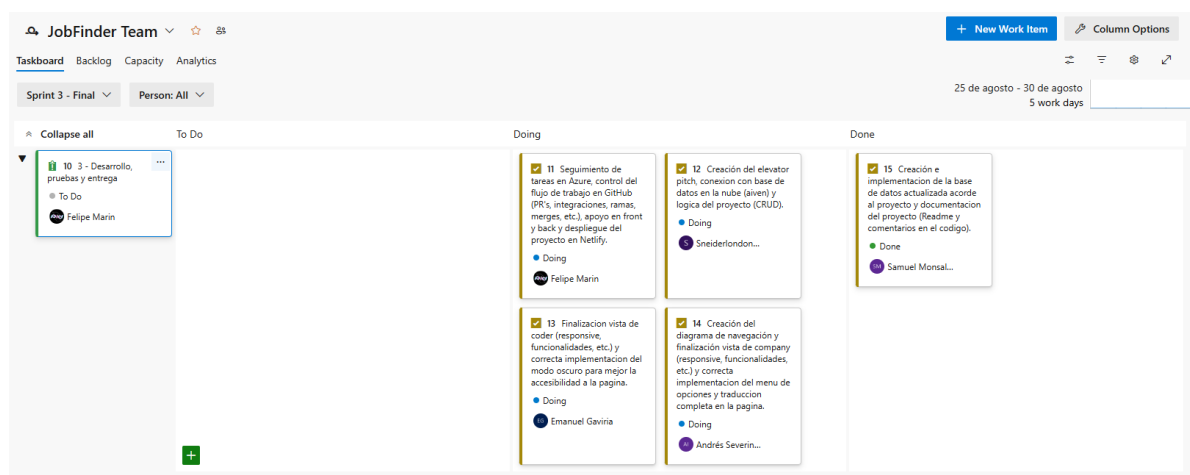 JobFinder Team
New Work Item
Column Options
Taskboard Backlog Capacity Analytics
Sprint 3 - Final
Person: All
25 de agosto - 30 de agosto
5 work days
Collapse all
To Do
Doing
Done
10 3 - Desarrollo,
pruebas y entrega
To Do
Felipe Marin
11 Seguimiento de
tareas en Azure, control del
flujo de trabajo en GitHub
(PR's, integraciones, ramas,
merges, etc.), apoyo en front
y back y despliegue del
proyecto en Netlify.
Doing
Felipe Marin
12 Creación del elevator
pitch, conexion con base de
datos en la nube (aiven) y
logica del proyecto (CRUD).
Doing
S
Sneiderlondon...
15 Creación e
implementacion de la base
de datos actualizada acorde
al proyecto y documentacion
del proyecto (Readme y
comentarios en el codigo).
Done
SM
Samuel Monsal...
13 Finalizacion vista de
coder (responsive,
funcionalidades, etc.) y
correcta implementacion del
modo oscuro para mejor la
accesibilidad a la pagina.
Doing
EG
Emanuel Gaviria
14 Creación del
diagrama de navegación y
finalización vista de company
(responsive, funcionalidades,
etc.) y correcta
implementacion del menu de
opciones y traduccion
completa en la pagina.
Doing
Andrés Severin...